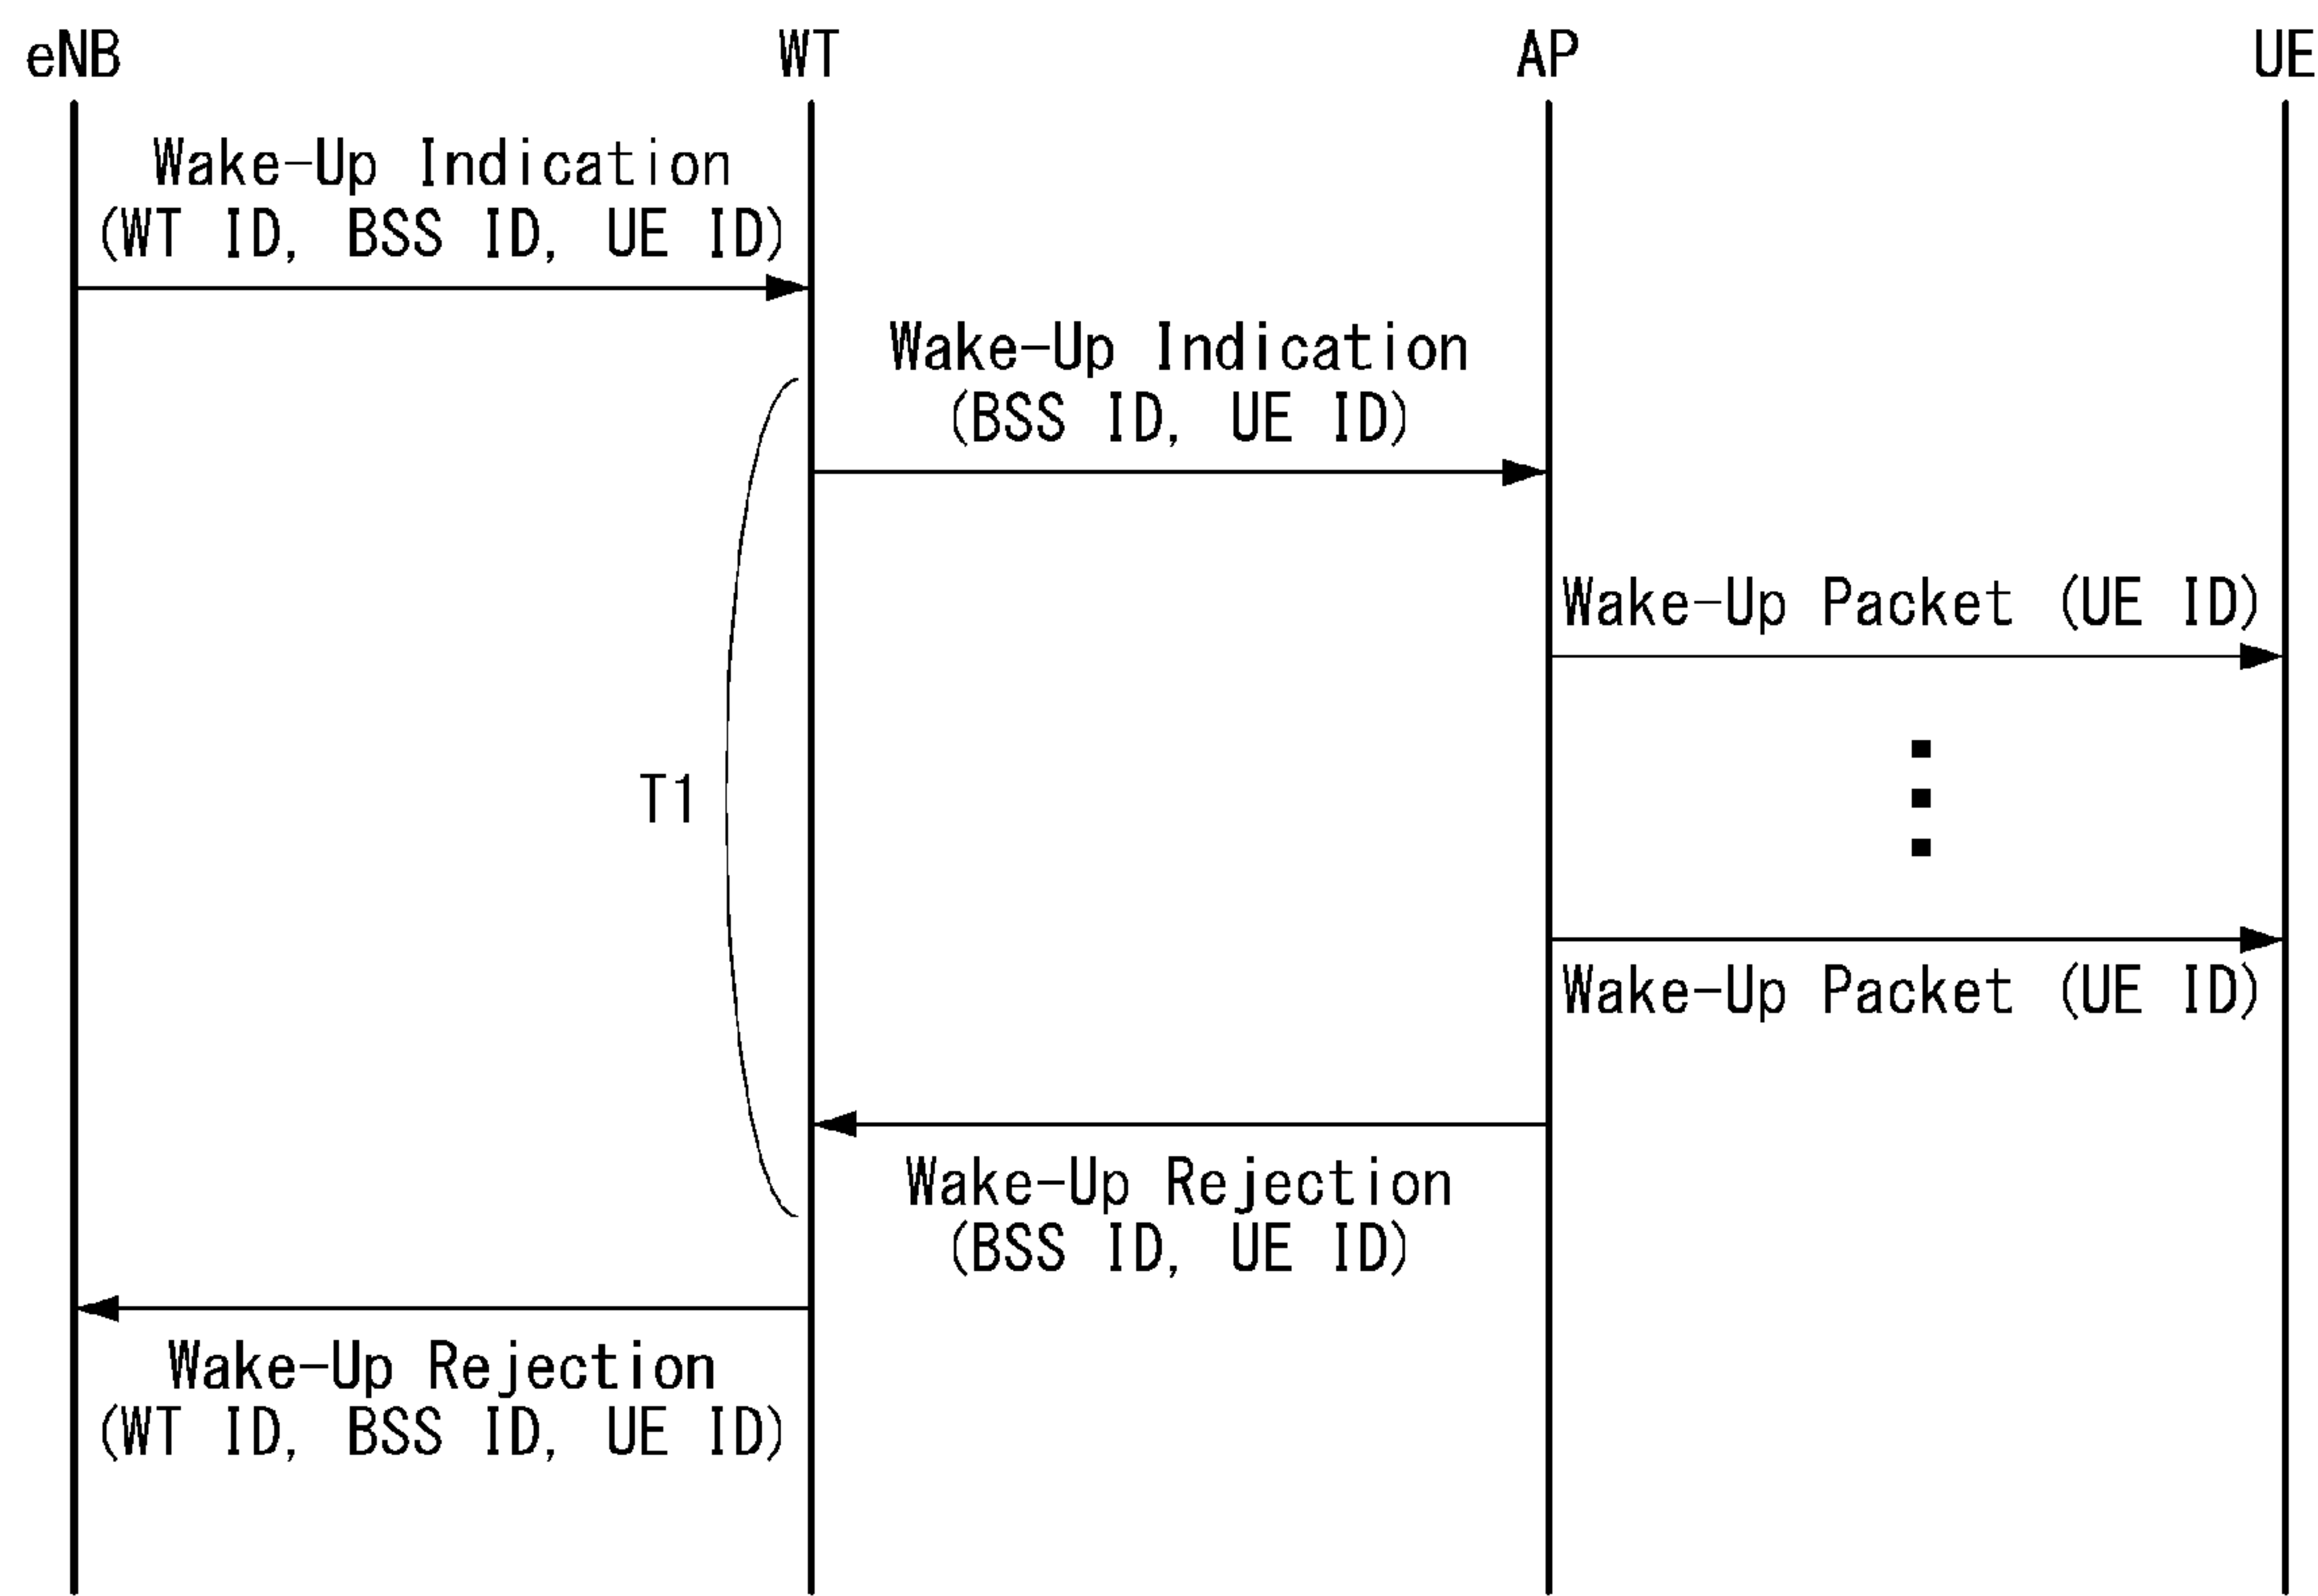 eNB WT AP UE
Wake-Up Indication
(WT ID, BSS ID, UE ID)
Wake-Up Indication
(BSS ID, UE ID)
Wake-Up Packet (UE ID)
T1
Wake-Up Packet (UE ID)
Wake-Up Rejection
(BSS ID, UE ID)
Wake-Up Rejection
(WT ID, BSS ID, UE ID)